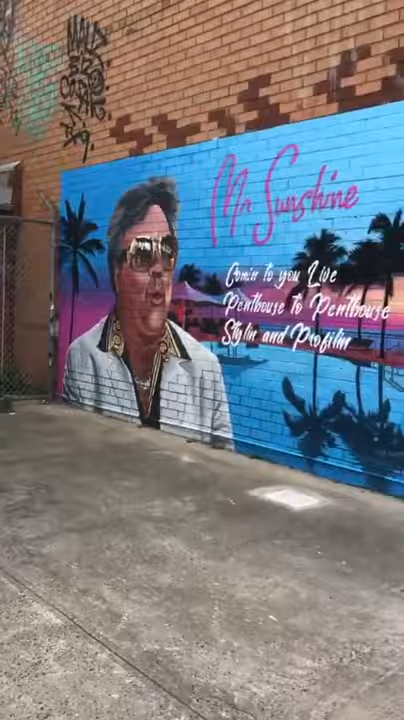 Mr Sunshine
Comin to you Live
Penthouse to Penthouse
Stylin and Profilin